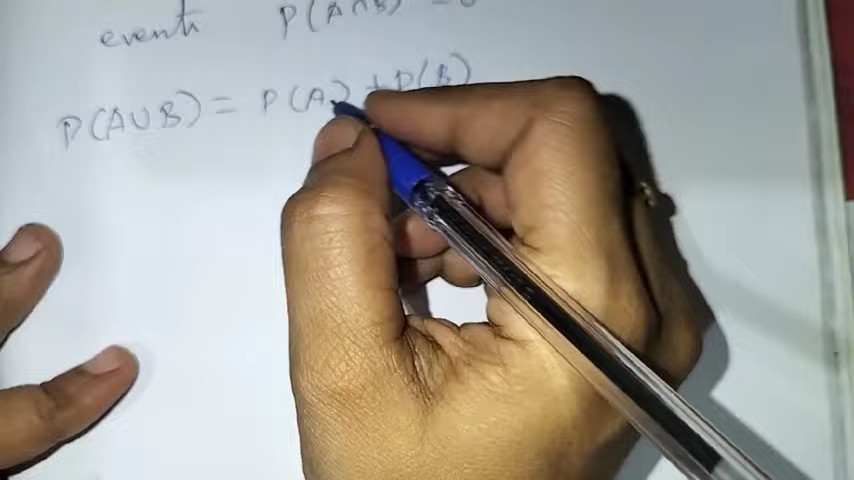 events P(A∩B) = 0
P(A∪B) = P(A) + P(B)